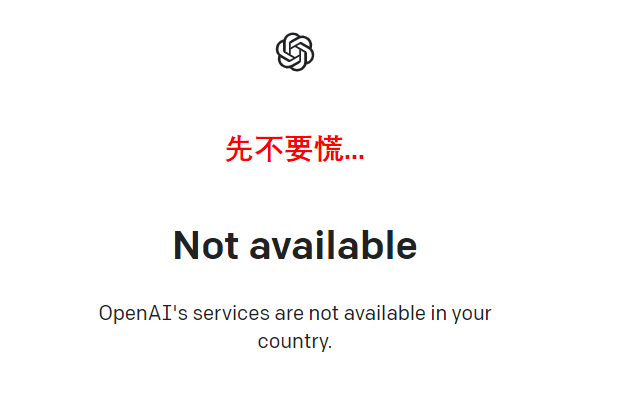 先不要慌...
Not available
OpenAI's services are not available in your
country.